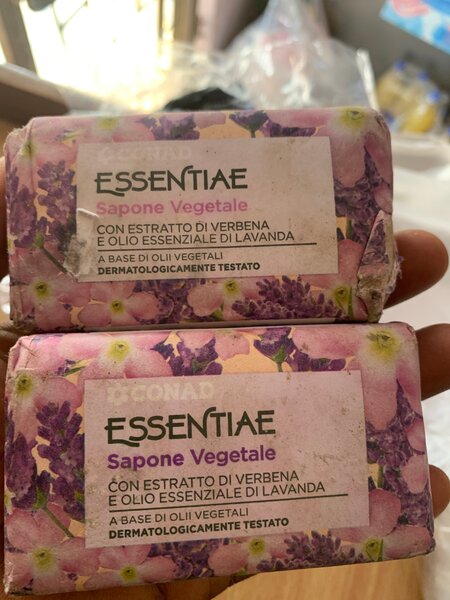 CONAD
ESSENTIAE
Sapone Vegetale
CON ESTRATTO DI VERBENA
E OLIO ESSENZIALE DI LAVANDA
A BASE DI OLII VEGETALI
DERMATOLOGICAMENTE TESTATO
CONAD
ESSENTIAE
Sapone Vegetale
CON ESTRATTO DI VERBENA
E OLIO ESSENZIALE DI LAVANDA
A BASE DI OLII VEGETALI
DERMATOLOGICAMENTE TESTATO